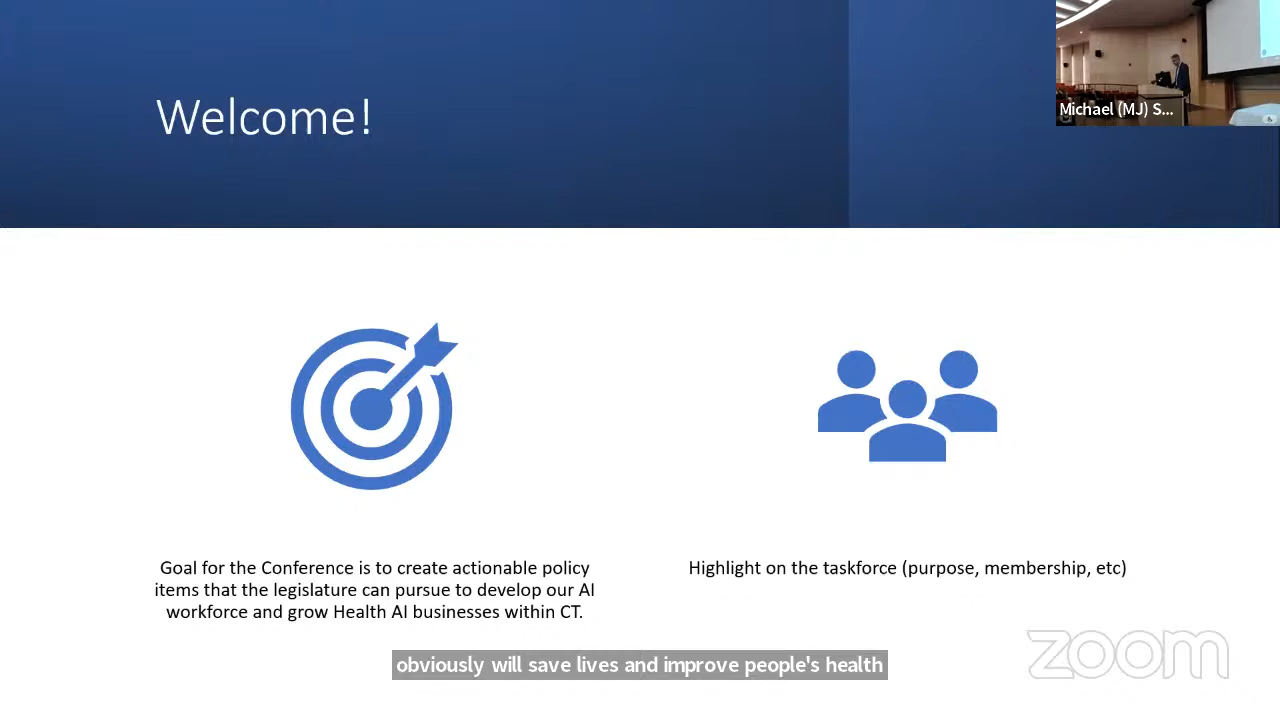 Welcome!
Michael (MJ) S...
Goal for the Conference is to create actionable policy
items that the legislature can pursue to develop our AI
workforce and grow Health AI businesses within CT.
Highlight on the taskforce (purpose, membership, etc)
obviously will save lives and improve people's health
zoom